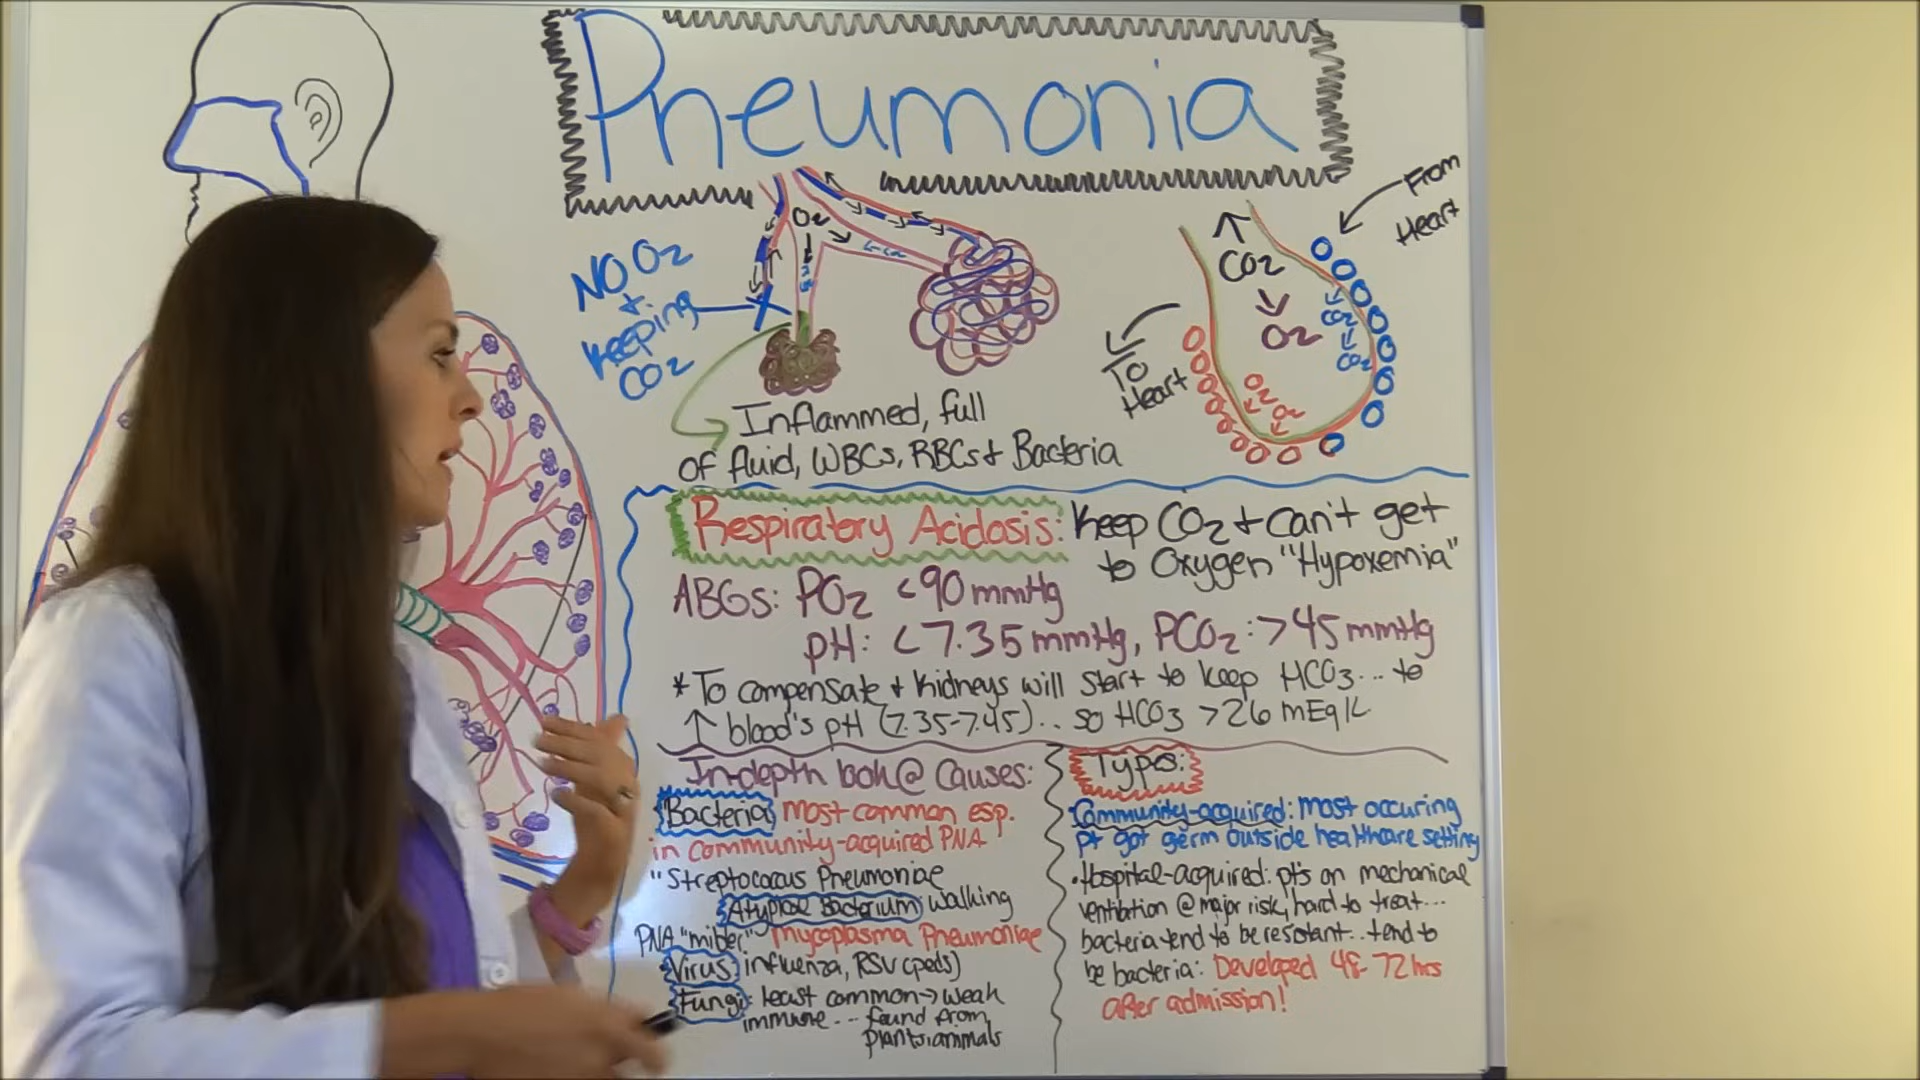 Pneumonia
NO O2
+
Keeping
CO2
O2
Inflammed, full
of fluid, WBCs, RBCs + Bacteria
From
Heart
CO2
O2
CO2
CO2
O2
O2
To
Heart
Respiratory Acidosis: Keep CO2 + can't get
to Oxygen "Hypoxemia"
ABGs: PO2 <90 mmHg
pH: <7.35 mmHg, PCO2: >45 mmHg
*To compensate + kidneys will start to keep HCO3... to
↑ blood's pH (7.35-7.45).. so HCO3 >26 mEq/L
In-depth look @ Causes:
Bacteria most common esp.
in community-acquired PNA
"Streptococcus Pneumoniae
Atypical Bacterium walking
PNA "milder" mycoplasma Pneumoniae
Virus influenza, RSV (peds)
Fungi: least common → weak
immune ... found from
plants, animals
Types:
•Community-acquired: most occuring
pt got germ outside healthcare setting
•Hospital-acquired: pt's on mechanical
ventilation @ major risk, hard to treat...
bacteria tend to be resistant.. tend to
be bacteria: Developed 48-72 hrs
after admission!